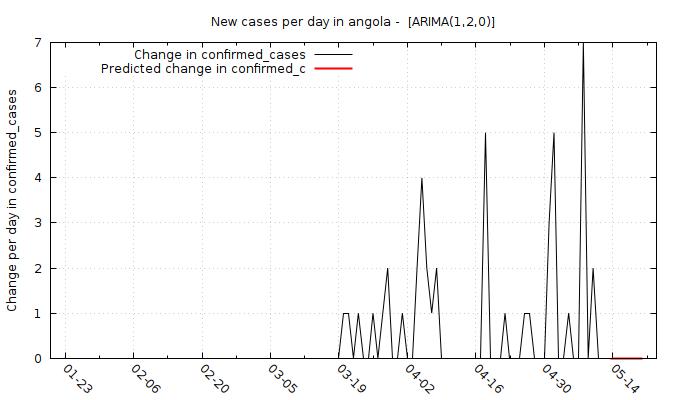 New cases per day in angola -  [ARIMA(1,2,0)]
Change in confirmed_cases
Predicted change in confirmed_c
Change per day in confirmed_cases
7
6
5
4
3
2
1
0
01-23 02-06 02-20 03-05 03-19 04-02 04-16 04-30 05-14